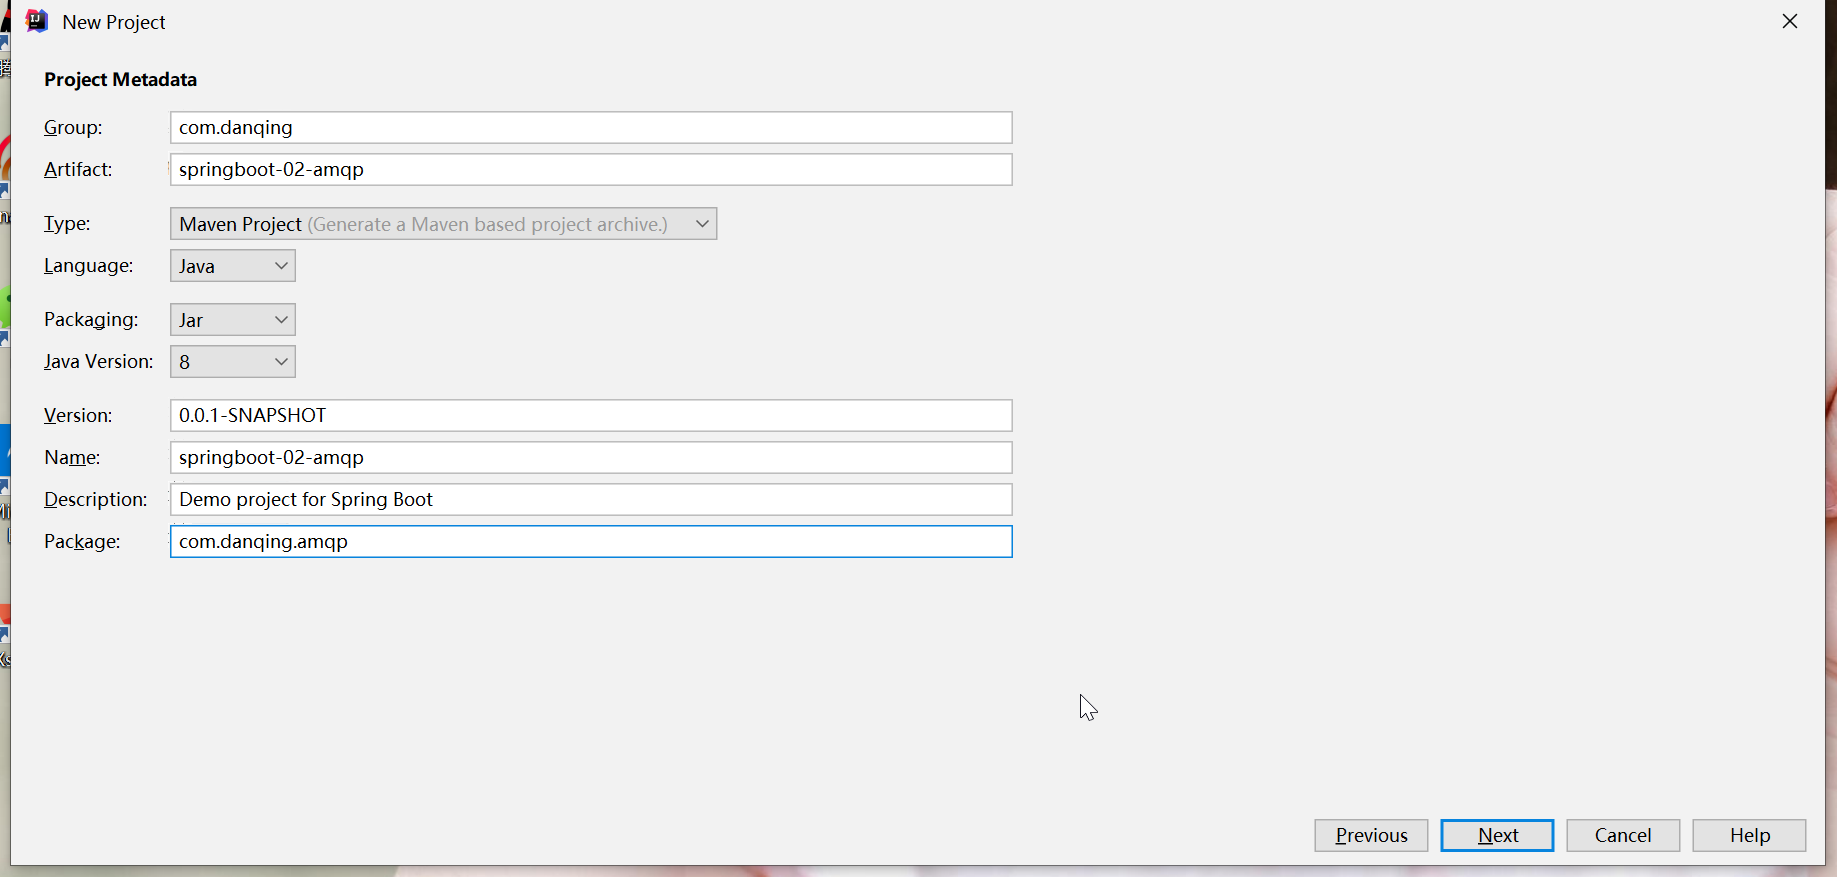 New Project
Project Metadata
Group: com.danqing
Artifact: springboot-02-amqp
Type: Maven Project (Generate a Maven based project archive.)
Language: Java
Packaging: Jar
Java Version: 8
Version: 0.0.1-SNAPSHOT
Name: springboot-02-amqp
Description: Demo project for Spring Boot
Package: com.danqing.amqp
Previous Next Cancel Help